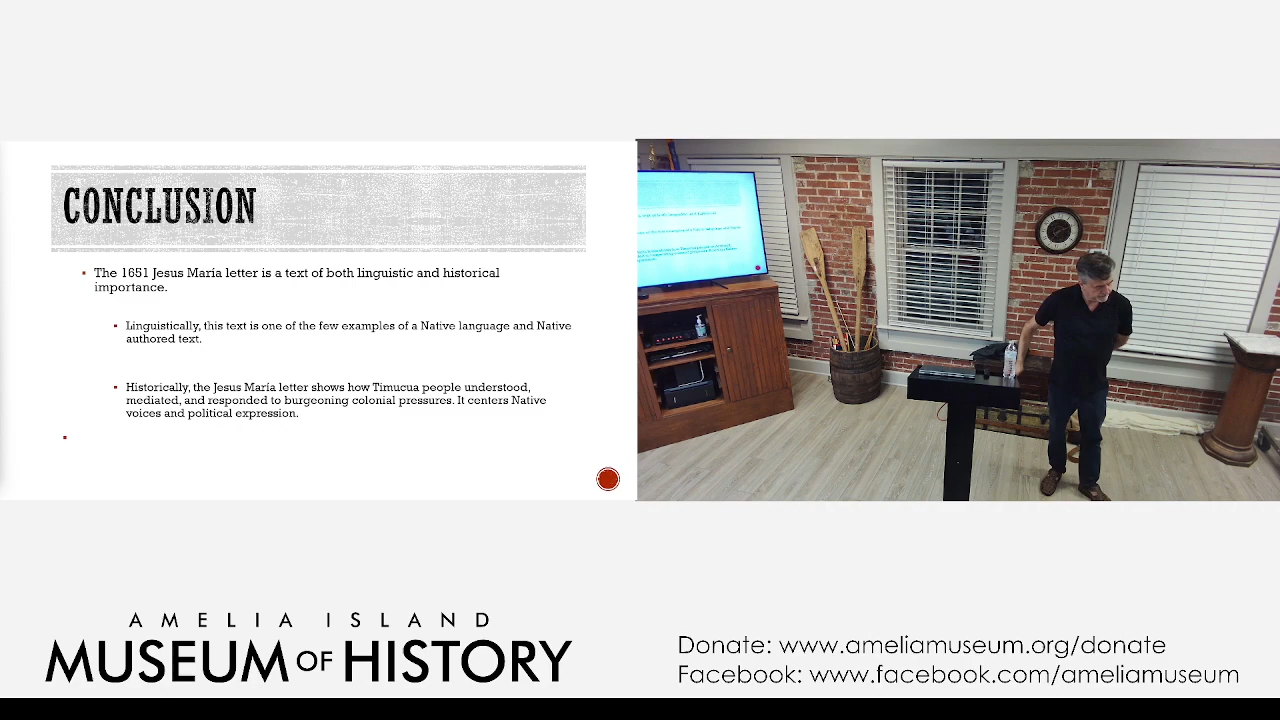 CONCLUSION
The 1651 Jesus María letter is a text of both linguistic and historical
importance.
Linguistically, this text is one of the few examples of a Native language and Native
authored text.
Historically, the Jesus María letter shows how Timucua people understood,
mediated, and responded to burgeoning colonial pressures. It centers Native
voices and political expression.
AMELIA ISLAND
MUSEUM OF HISTORY
Donate: www.ameliamuseum.org/donate
Facebook: www.facebook.com/ameliamuseum